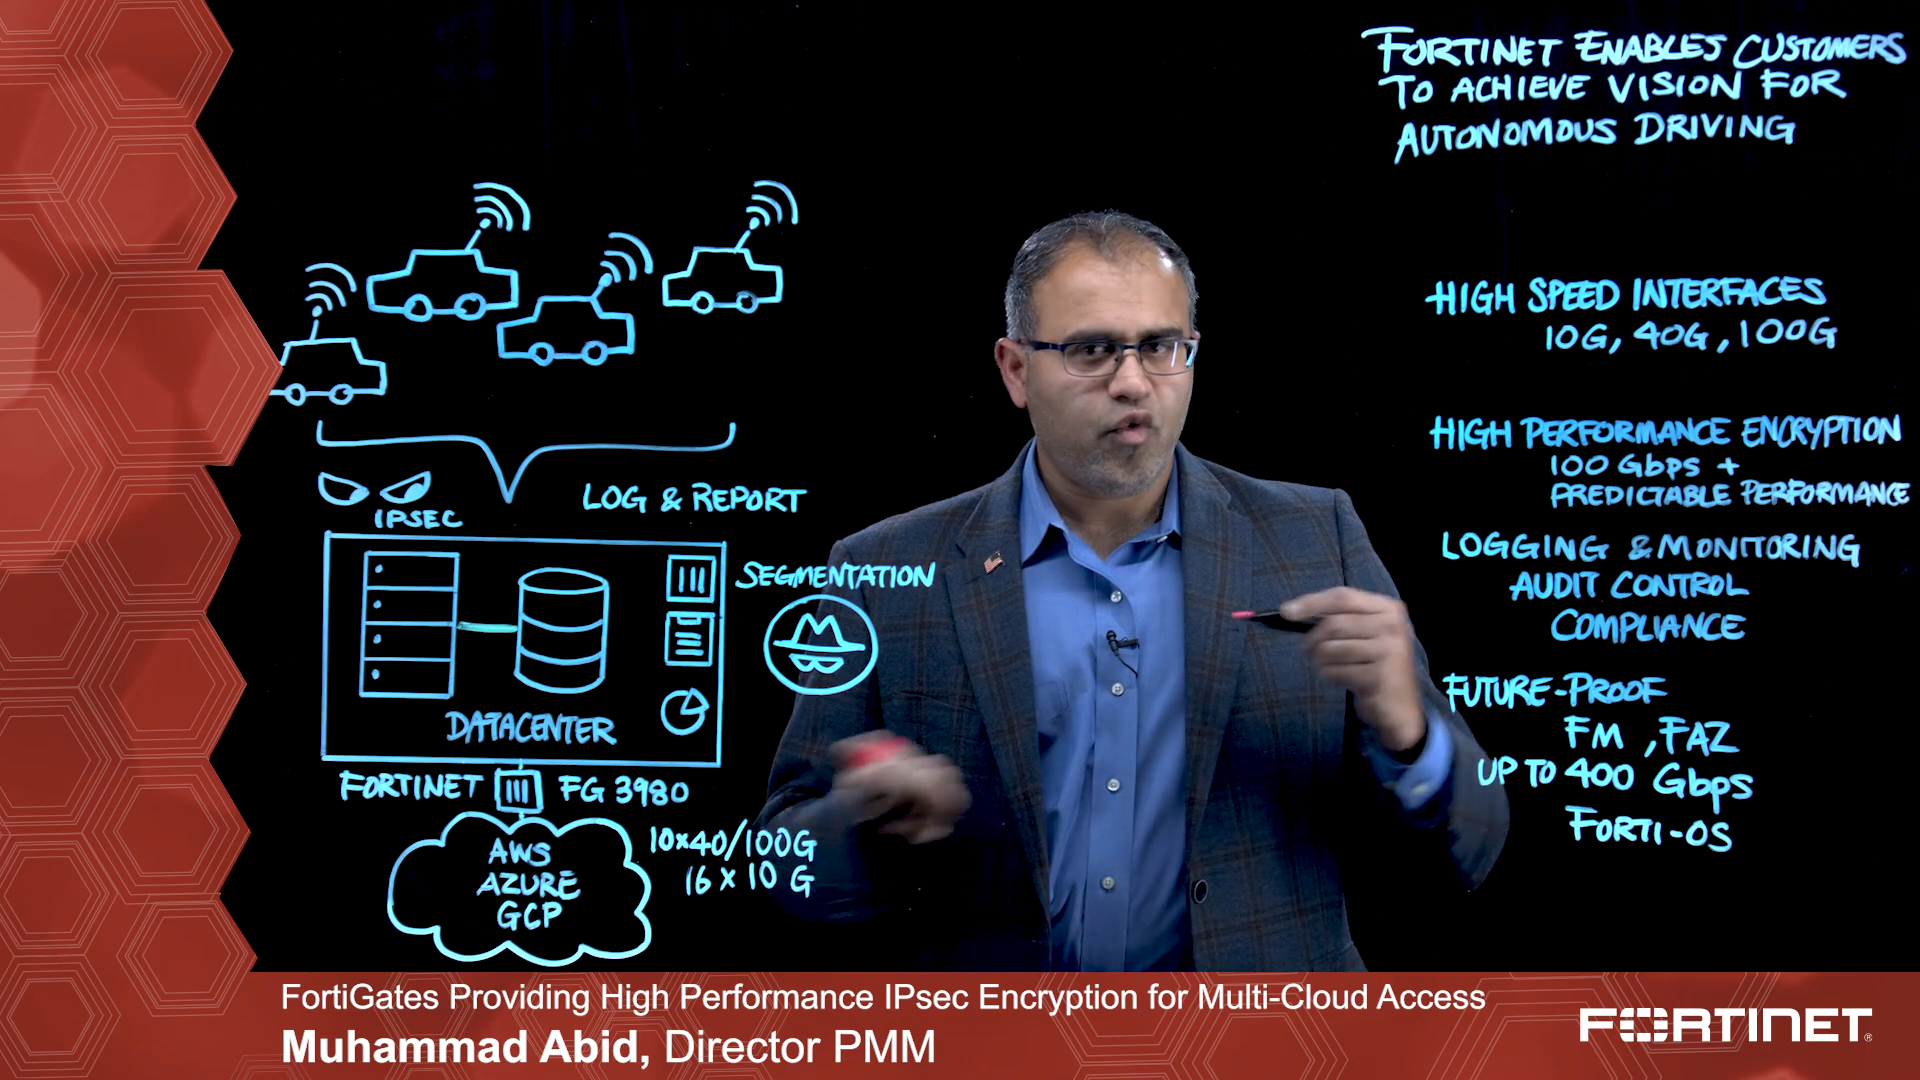 FORTINET ENABLES CUSTOMERS
TO ACHIEVE VISION FOR
AUTONOMOUS DRIVING
HIGH SPEED INTERFACES
10G, 40G, 100G
HIGH PERFORMANCE ENCRYPTION
100 Gbps +
PREDICTABLE PERFORMANCE
LOGGING & MONITORING
AUDIT CONTROL
COMPLIANCE
FUTURE-PROOF
FM, FAZ
UP TO 400 Gbps
FORTI-OS
IPSEC
LOG & REPORT
SEGMENTATION
DATACENTER
FORTINET FG 3980
10x40/100G
16 x 10 G
AWS
AZURE
GCP
FortiGates Providing High Performance IPsec Encryption for Multi-Cloud Access
Muhammad Abid, Director PMM
FORTINET®